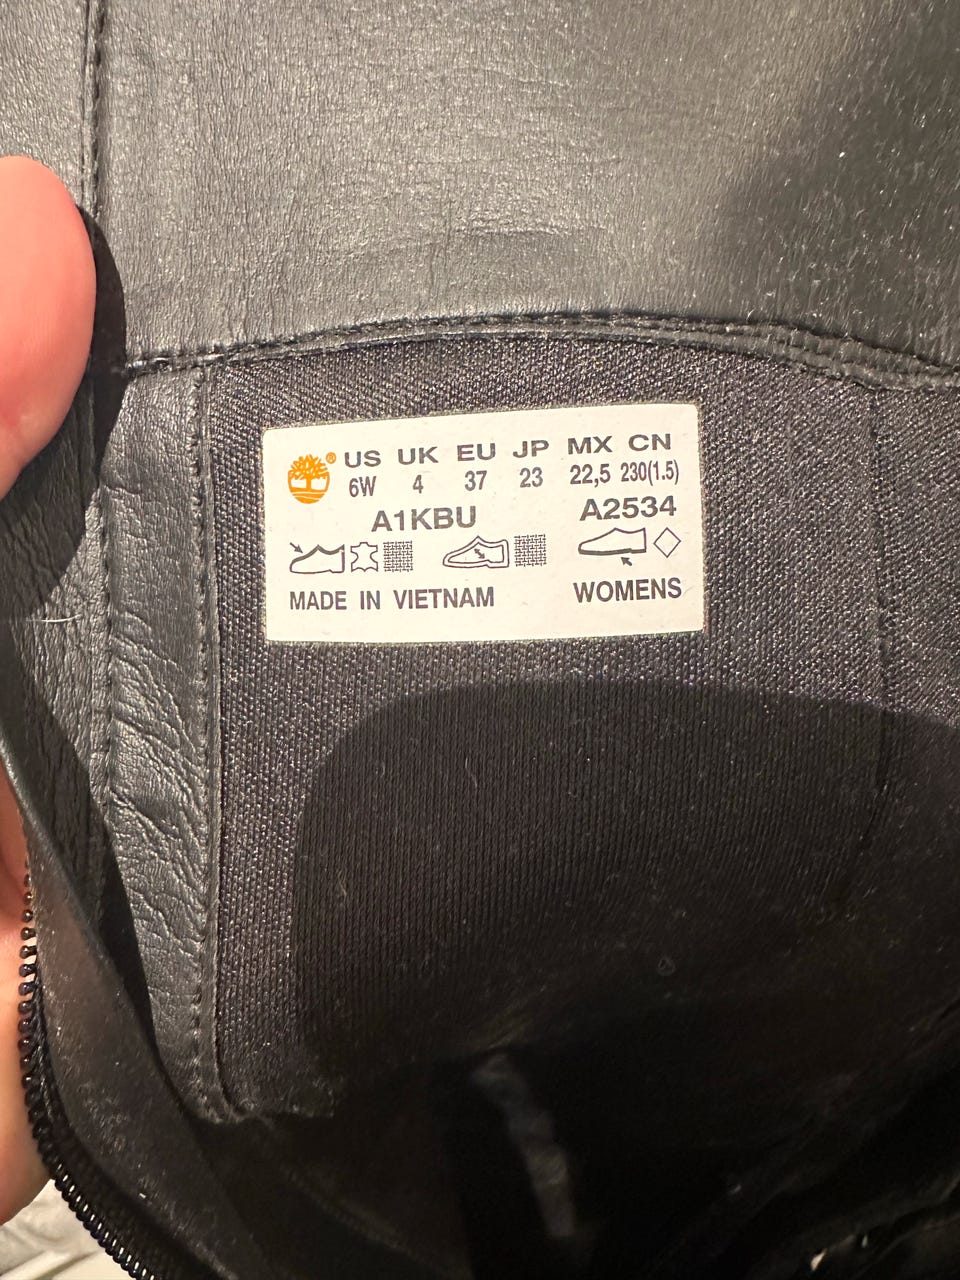 ® US UK EU JP MX CN
6W 4 37 23 22,5 230(1.5)
A1KBU A2534
MADE IN VIETNAM WOMENS